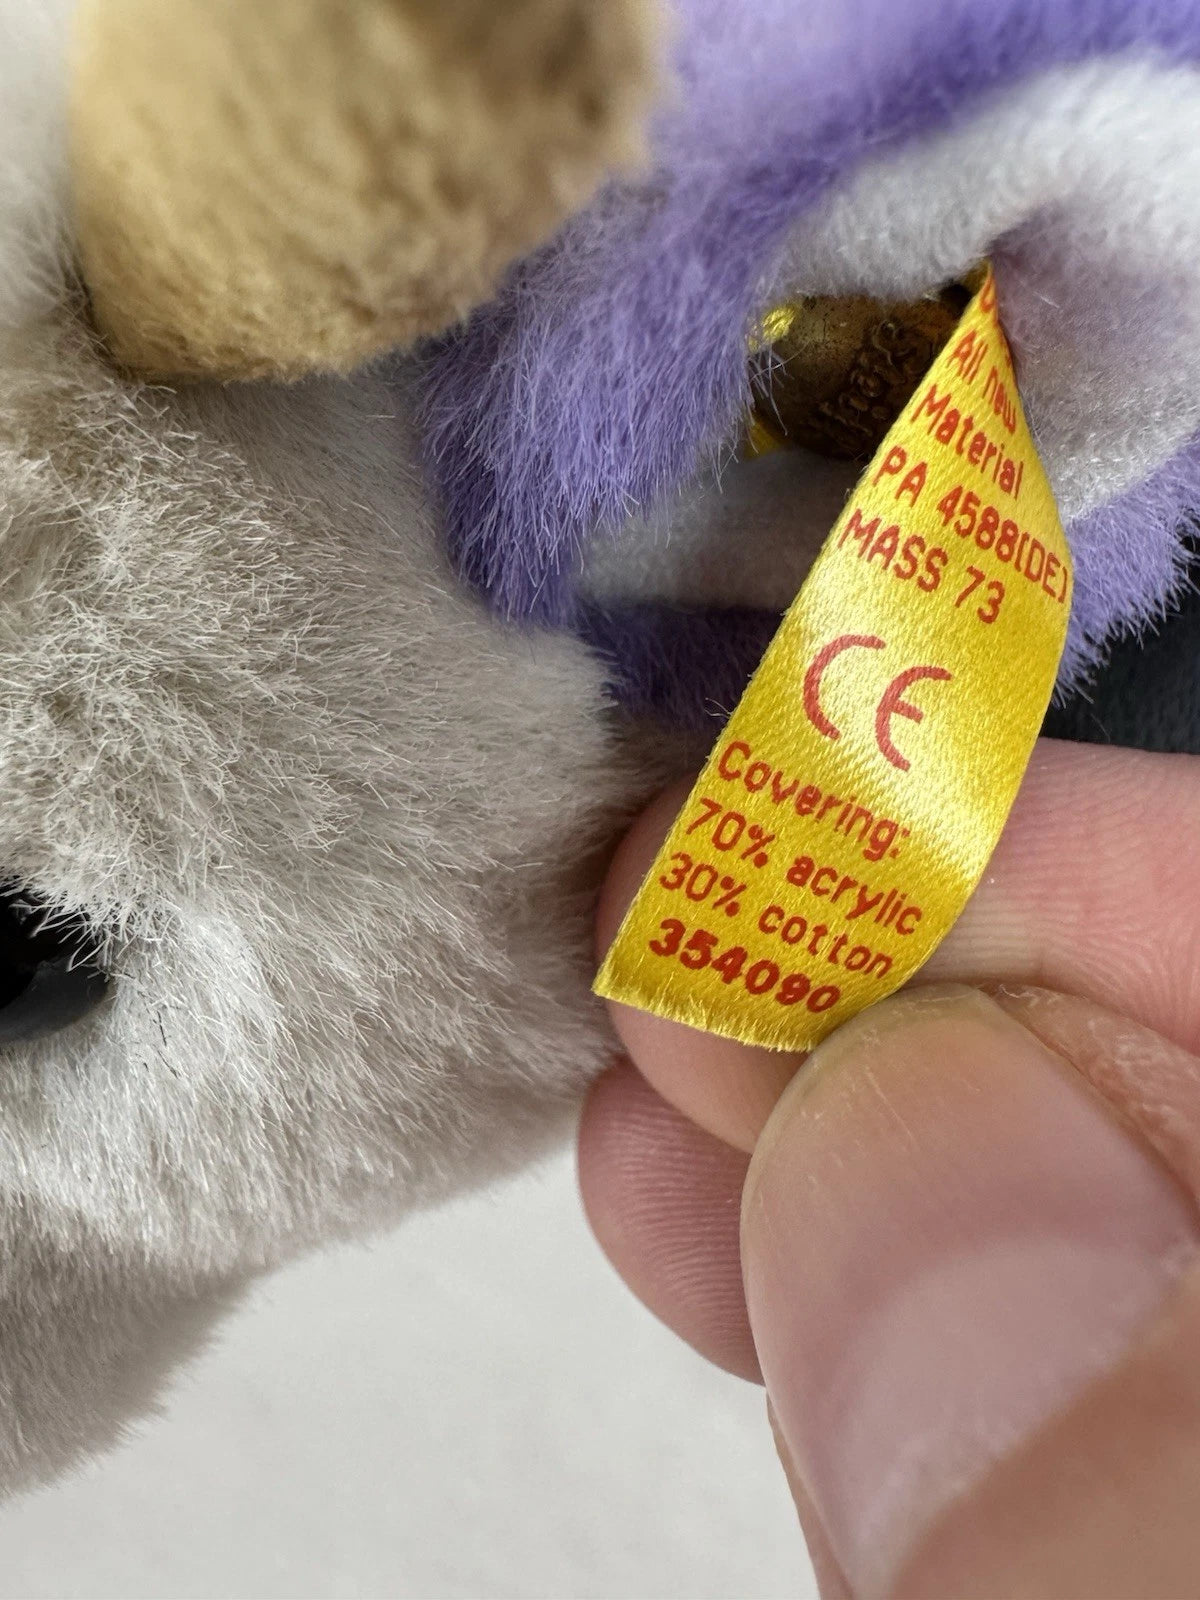 All new
Material
PA 4588(DE)
MASS 73
CE
Covering:
70% acrylic
30% cotton
354090